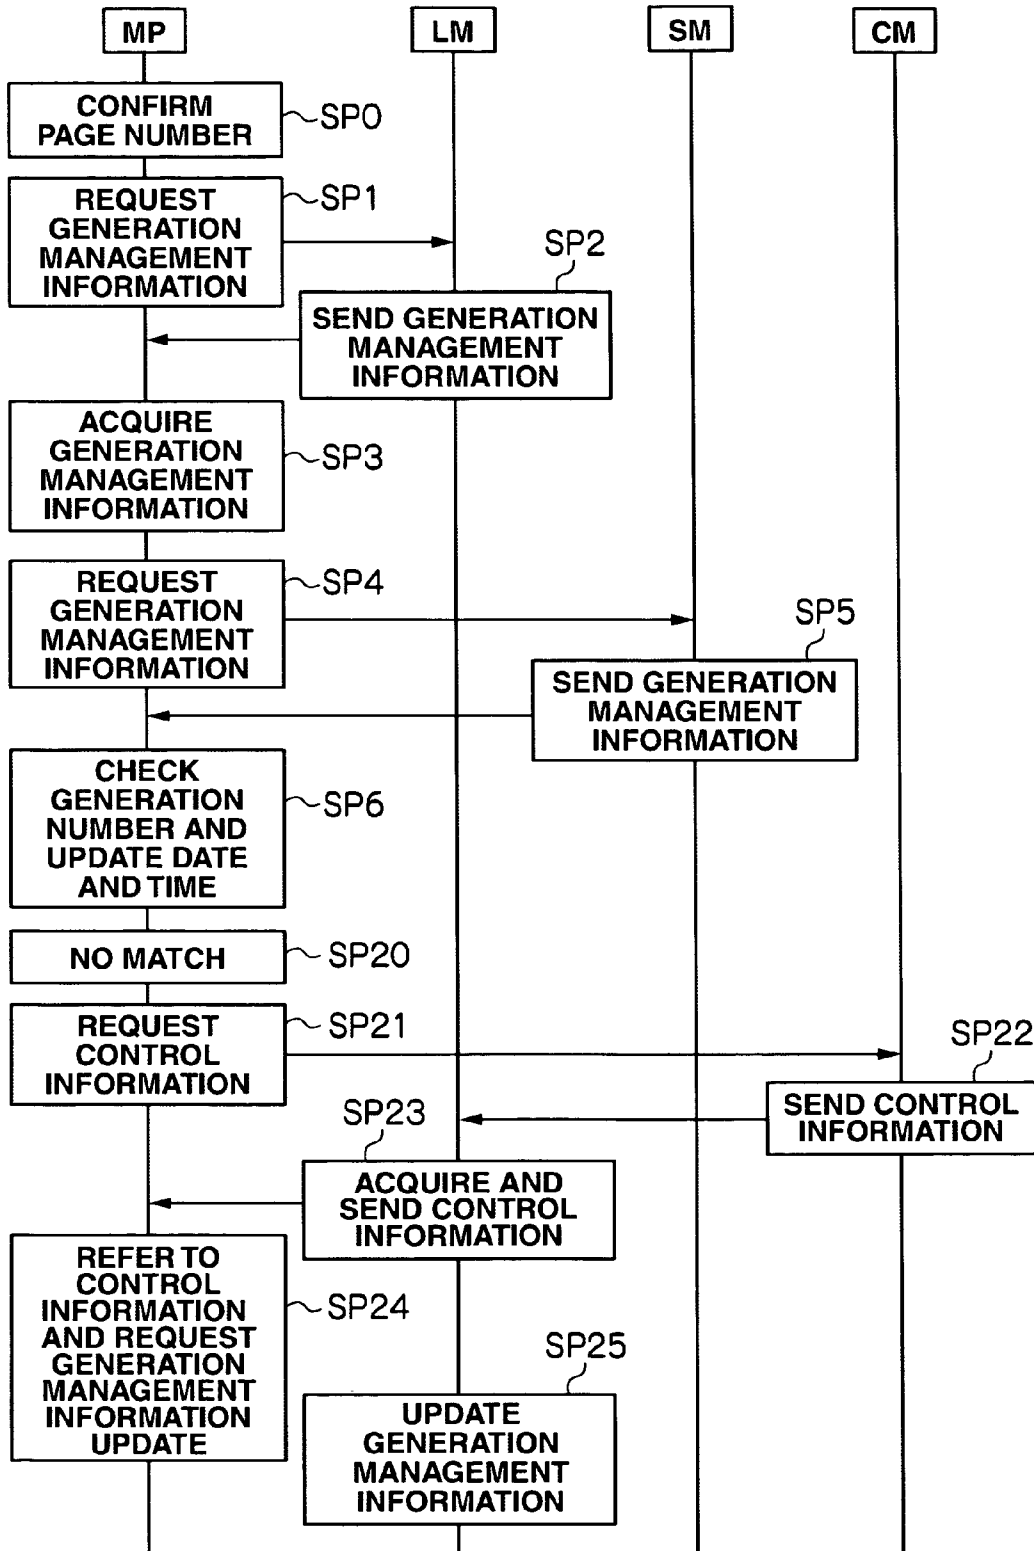 MP
LM
SM
CM
CONFIRM
PAGE NUMBER
SP0
REQUEST
GENERATION
MANAGEMENT
INFORMATION
SP1
SP2
SEND GENERATION
MANAGEMENT
INFORMATION
ACQUIRE
GENERATION
MANAGEMENT
INFORMATION
SP3
REQUEST
GENERATION
MANAGEMENT
INFORMATION
SP4
SP5
SEND GENERATION
MANAGEMENT
INFORMATION
CHECK
GENERATION
NUMBER AND
UPDATE DATE
AND TIME
SP6
NO MATCH
SP20
REQUEST
CONTROL
INFORMATION
SP21
SP22
SEND CONTROL
INFORMATION
SP23
ACQUIRE AND
SEND CONTROL
INFORMATION
REFER TO
CONTROL
INFORMATION
AND REQUEST
GENERATION
MANAGEMENT
INFORMATION
UPDATE
SP24
SP25
UPDATE
GENERATION
MANAGEMENT
INFORMATION